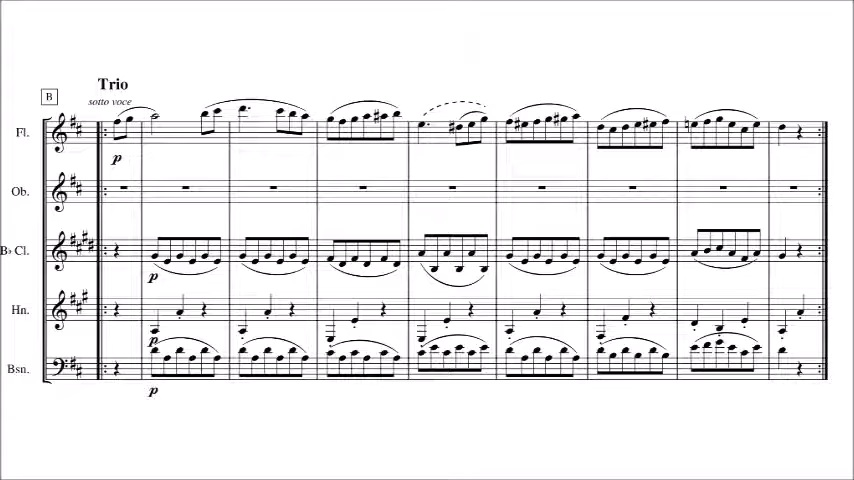 Trio
B
sotto voce
Fl.
p
Ob.
B♭ Cl.
p
Hn.
p
Bsn.
p